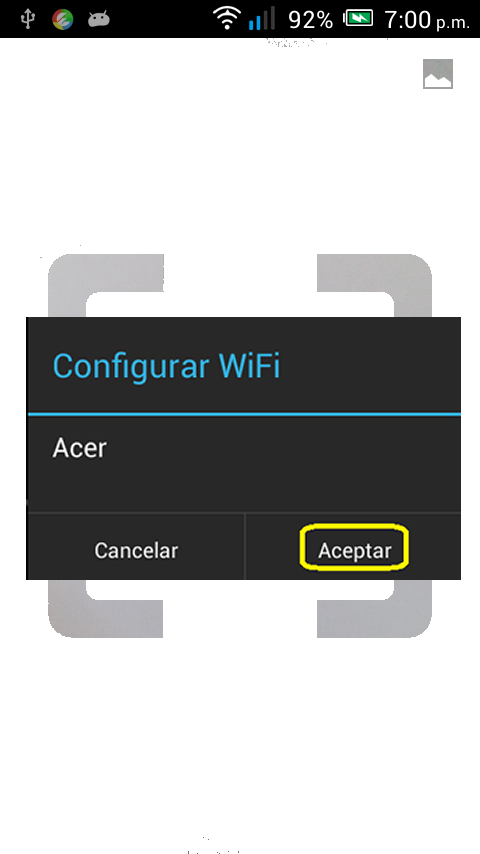 92% 7:00 p.m.
Configurar WiFi
Acer
Cancelar Aceptar